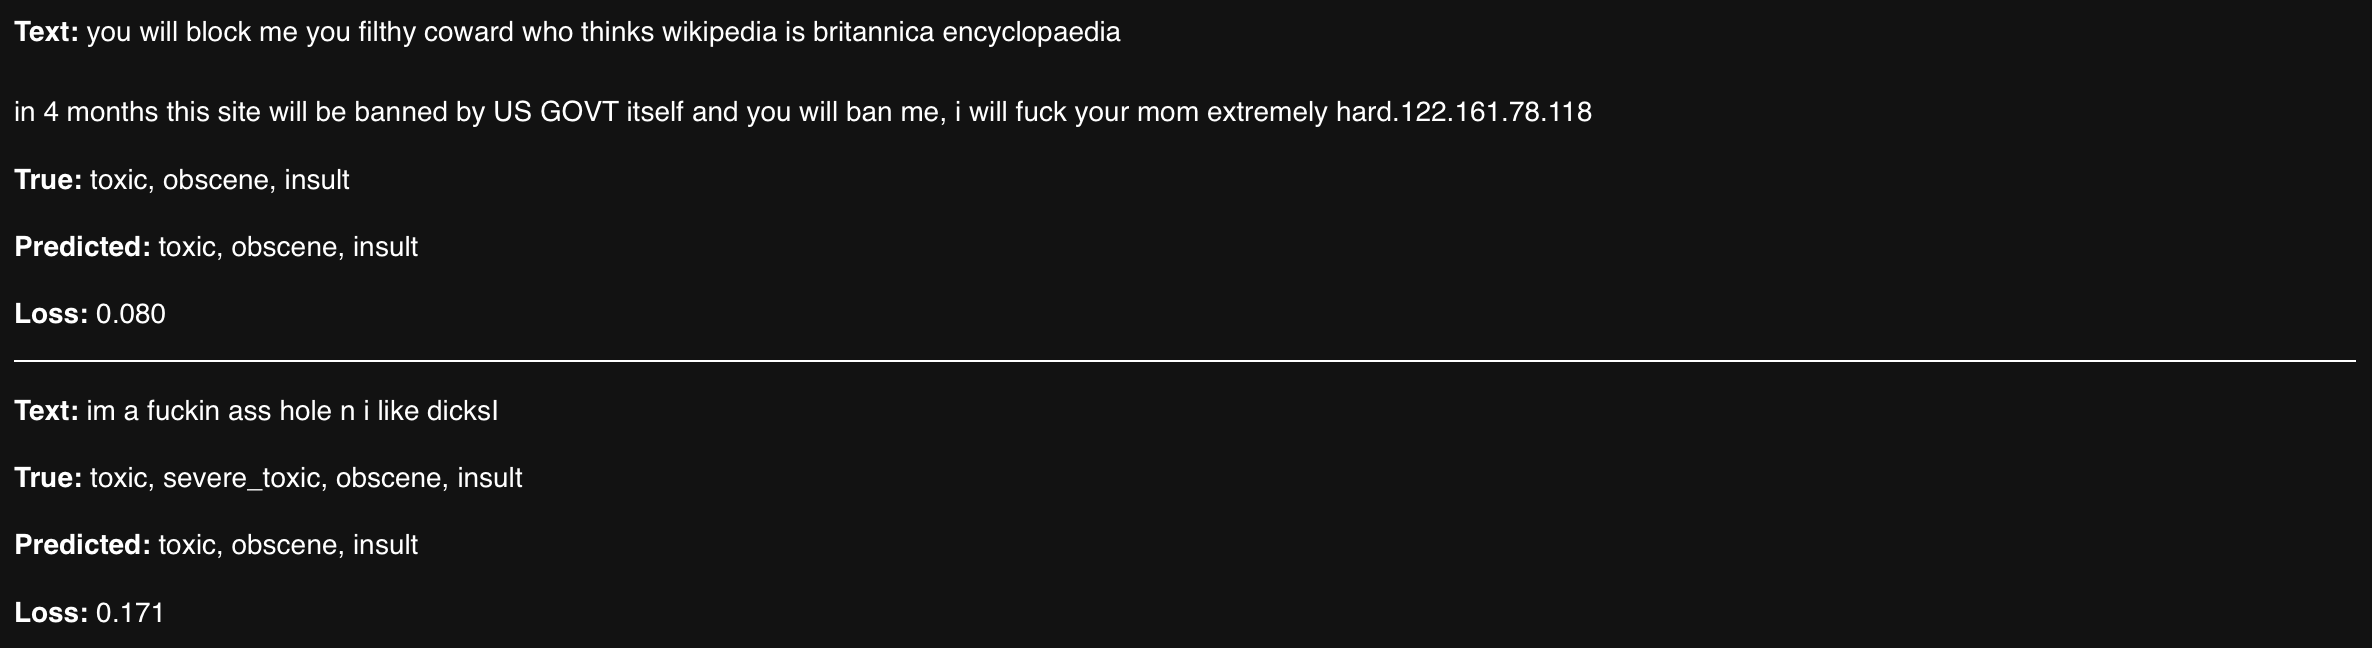 Text: you will block me you filthy coward who thinks wikipedia is britannica encyclopaedia
in 4 months this site will be banned by US GOVT itself and you will ban me, i will fuck your mom extremely hard.122.161.78.118
True: toxic, obscene, insult
Predicted: toxic, obscene, insult
Loss: 0.080
Text: im a fuckin ass hole n i like dicksI
True: toxic, severe_toxic, obscene, insult
Predicted: toxic, obscene, insult
Loss: 0.171